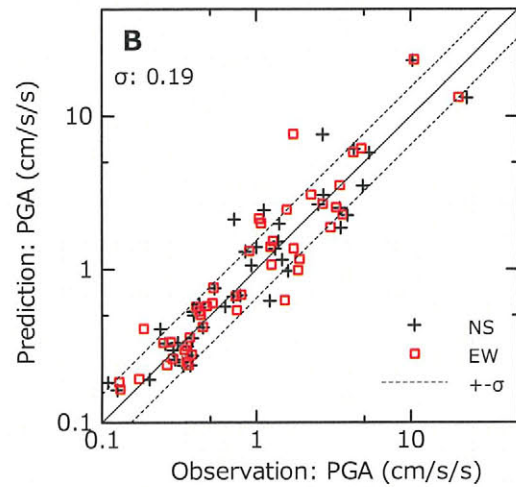 B
σ: 0.19
Prediction: PGA (cm/s/s)
10
1
0.1
NS
EW
+-σ
0.1
1
10
Observation: PGA (cm/s/s)